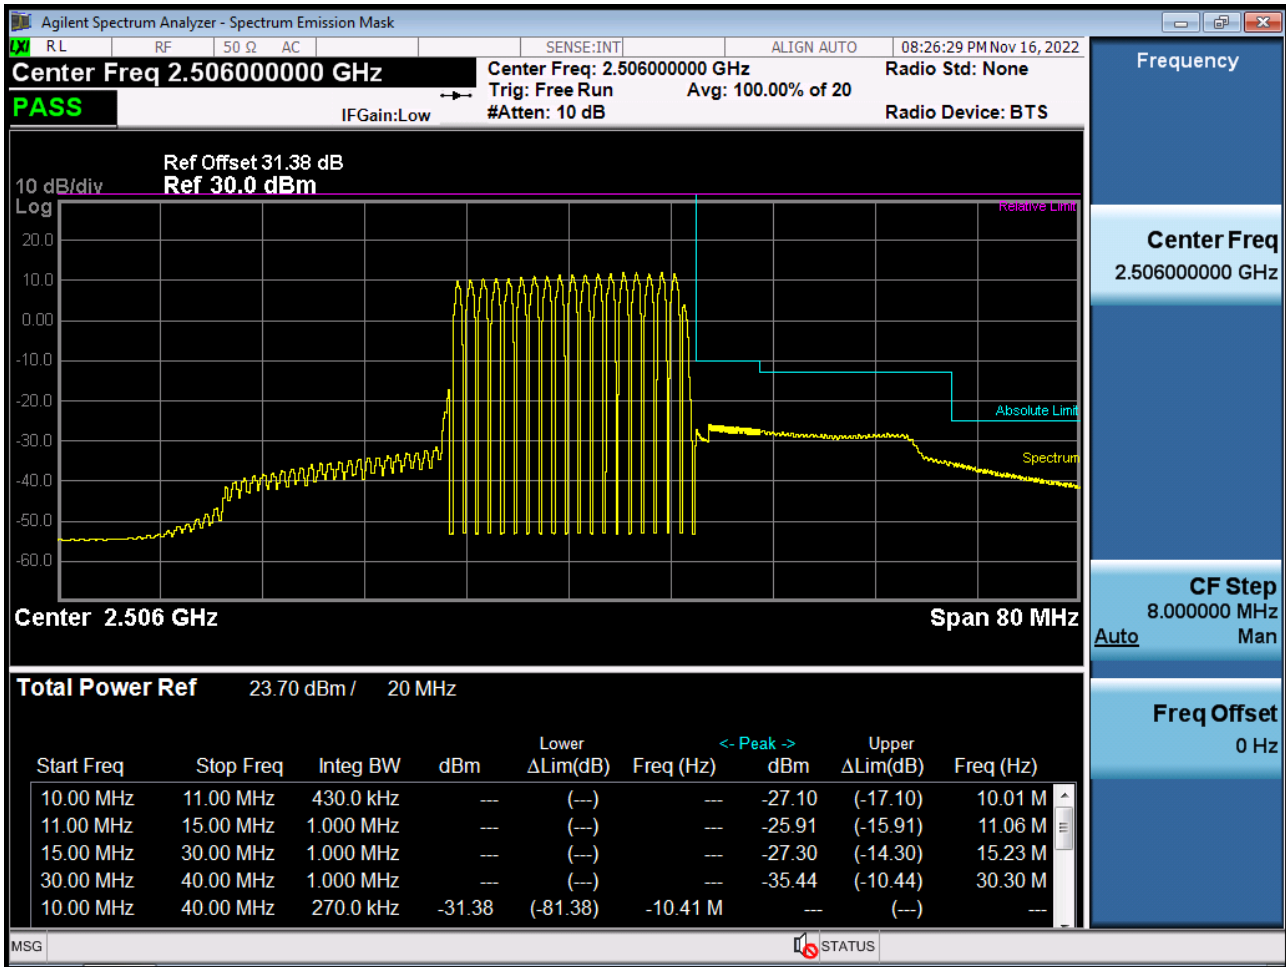 Agilent Spectrum Analyzer - Spectrum Emission Mask
LXI RL RF 50 Ω AC SENSE:INT ALIGN AUTO 08:26:29 PM Nov 16, 2022
Center Freq 2.506000000 GHz
PASS
IFGain:Low
Center Freq: 2.506000000 GHz
Trig: Free Run Avg: 100.00% of 20
#Atten: 10 dB
Radio Std: None
Radio Device: BTS
Ref Offset 31.38 dB
10 dB/div Ref 30.0 dBm
Log
Relative Limit
20.0
10.0
0.00
-10.0
-20.0
Absolute Limit
-30.0
Spectrum
-40.0
-50.0
-60.0
Center 2.506 GHz Span 80 MHz
Total Power Ref 23.70 dBm / 20 MHz
Lower <- Peak -> Upper
Start Freq Stop Freq Integ BW dBm ΔLim(dB) Freq (Hz) dBm ΔLim(dB) Freq (Hz)
10.00 MHz 11.00 MHz 430.0 kHz --- (---) --- -27.10 (-17.10) 10.01 M
11.00 MHz 15.00 MHz 1.000 MHz --- (---) --- -25.91 (-15.91) 11.06 M
15.00 MHz 30.00 MHz 1.000 MHz --- (---) --- -27.30 (-14.30) 15.23 M
30.00 MHz 40.00 MHz 1.000 MHz --- (---) --- -35.44 (-10.44) 30.30 M
10.00 MHz 40.00 MHz 270.0 kHz -31.38 (-81.38) -10.41 M --- (---) ---
MSG STATUS
Frequency
Center Freq
2.506000000 GHz
CF Step
8.000000 MHz
Auto Man
Freq Offset
0 Hz